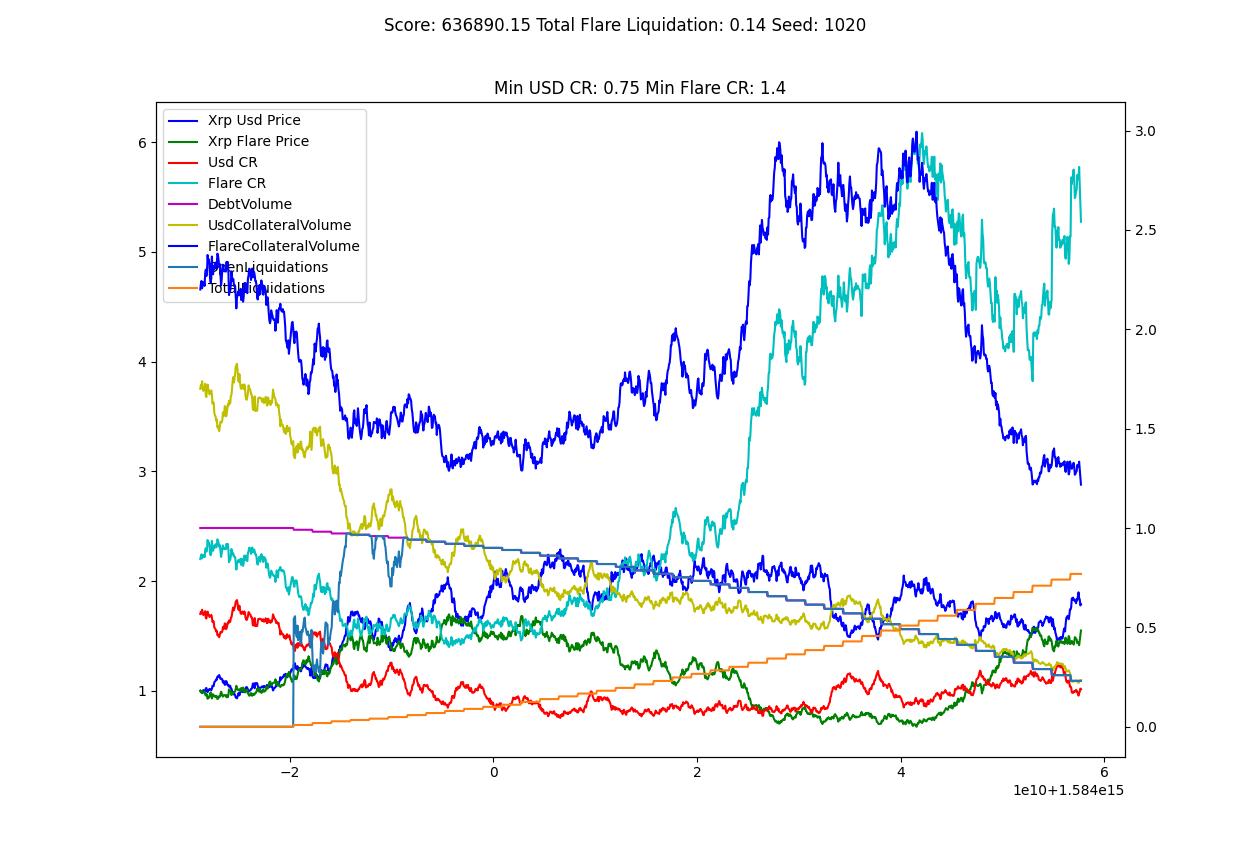 Score: 636890.15 Total Flare Liquidation: 0.14 Seed: 1020
Min USD CR: 0.75 Min Flare CR: 1.4
Xrp Usd Price
Xrp Flare Price
Usd CR
Flare CR
DebtVolume
UsdCollateralVolume
FlareCollateralVolume
OpenLiquidations
TotalLiquidations
6
5
4
3
2
1
3.0
2.5
2.0
1.5
1.0
0.5
0.0
−2
0
2
4
6
1e10+1.584e15